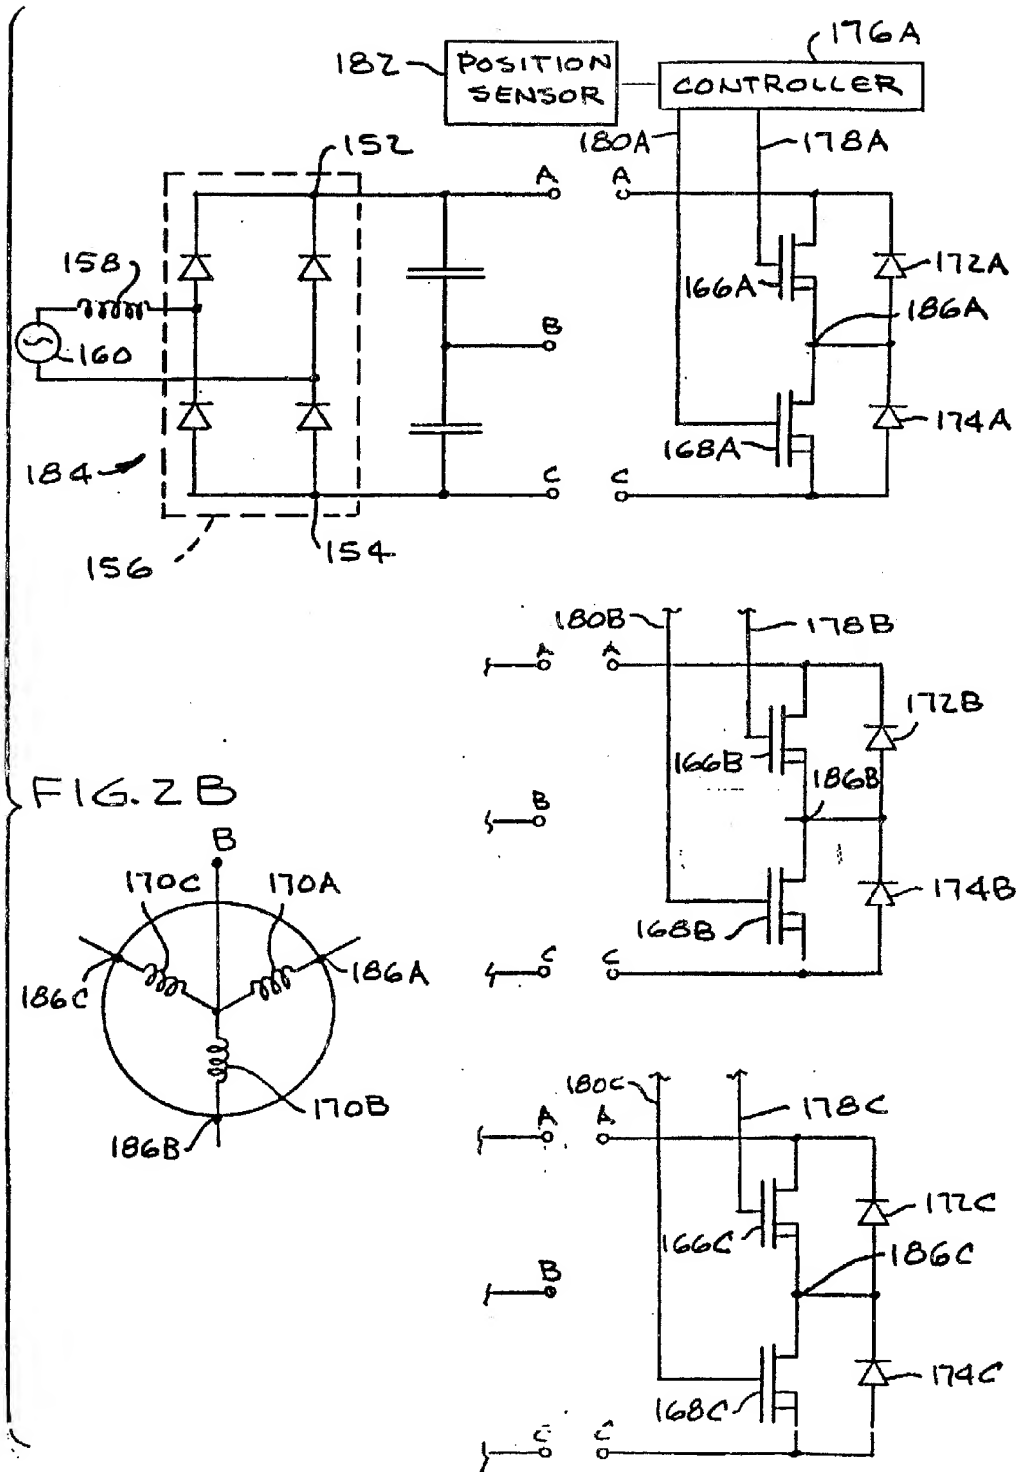 176A
182
POSITION
SENSOR
CONTROLLER
180A
178A
152
A
A
158
166A
172A
186A
160
B
168A
174A
184
C
C
156
154
180B
178B
A
A
172B
166B
186B
FIG. 2B
B
B
170C
170A
174B
168B
186C
186A
C
C
180C
178C
170B
A
A
186B
172C
166C
186C
B
174C
168C
C
C